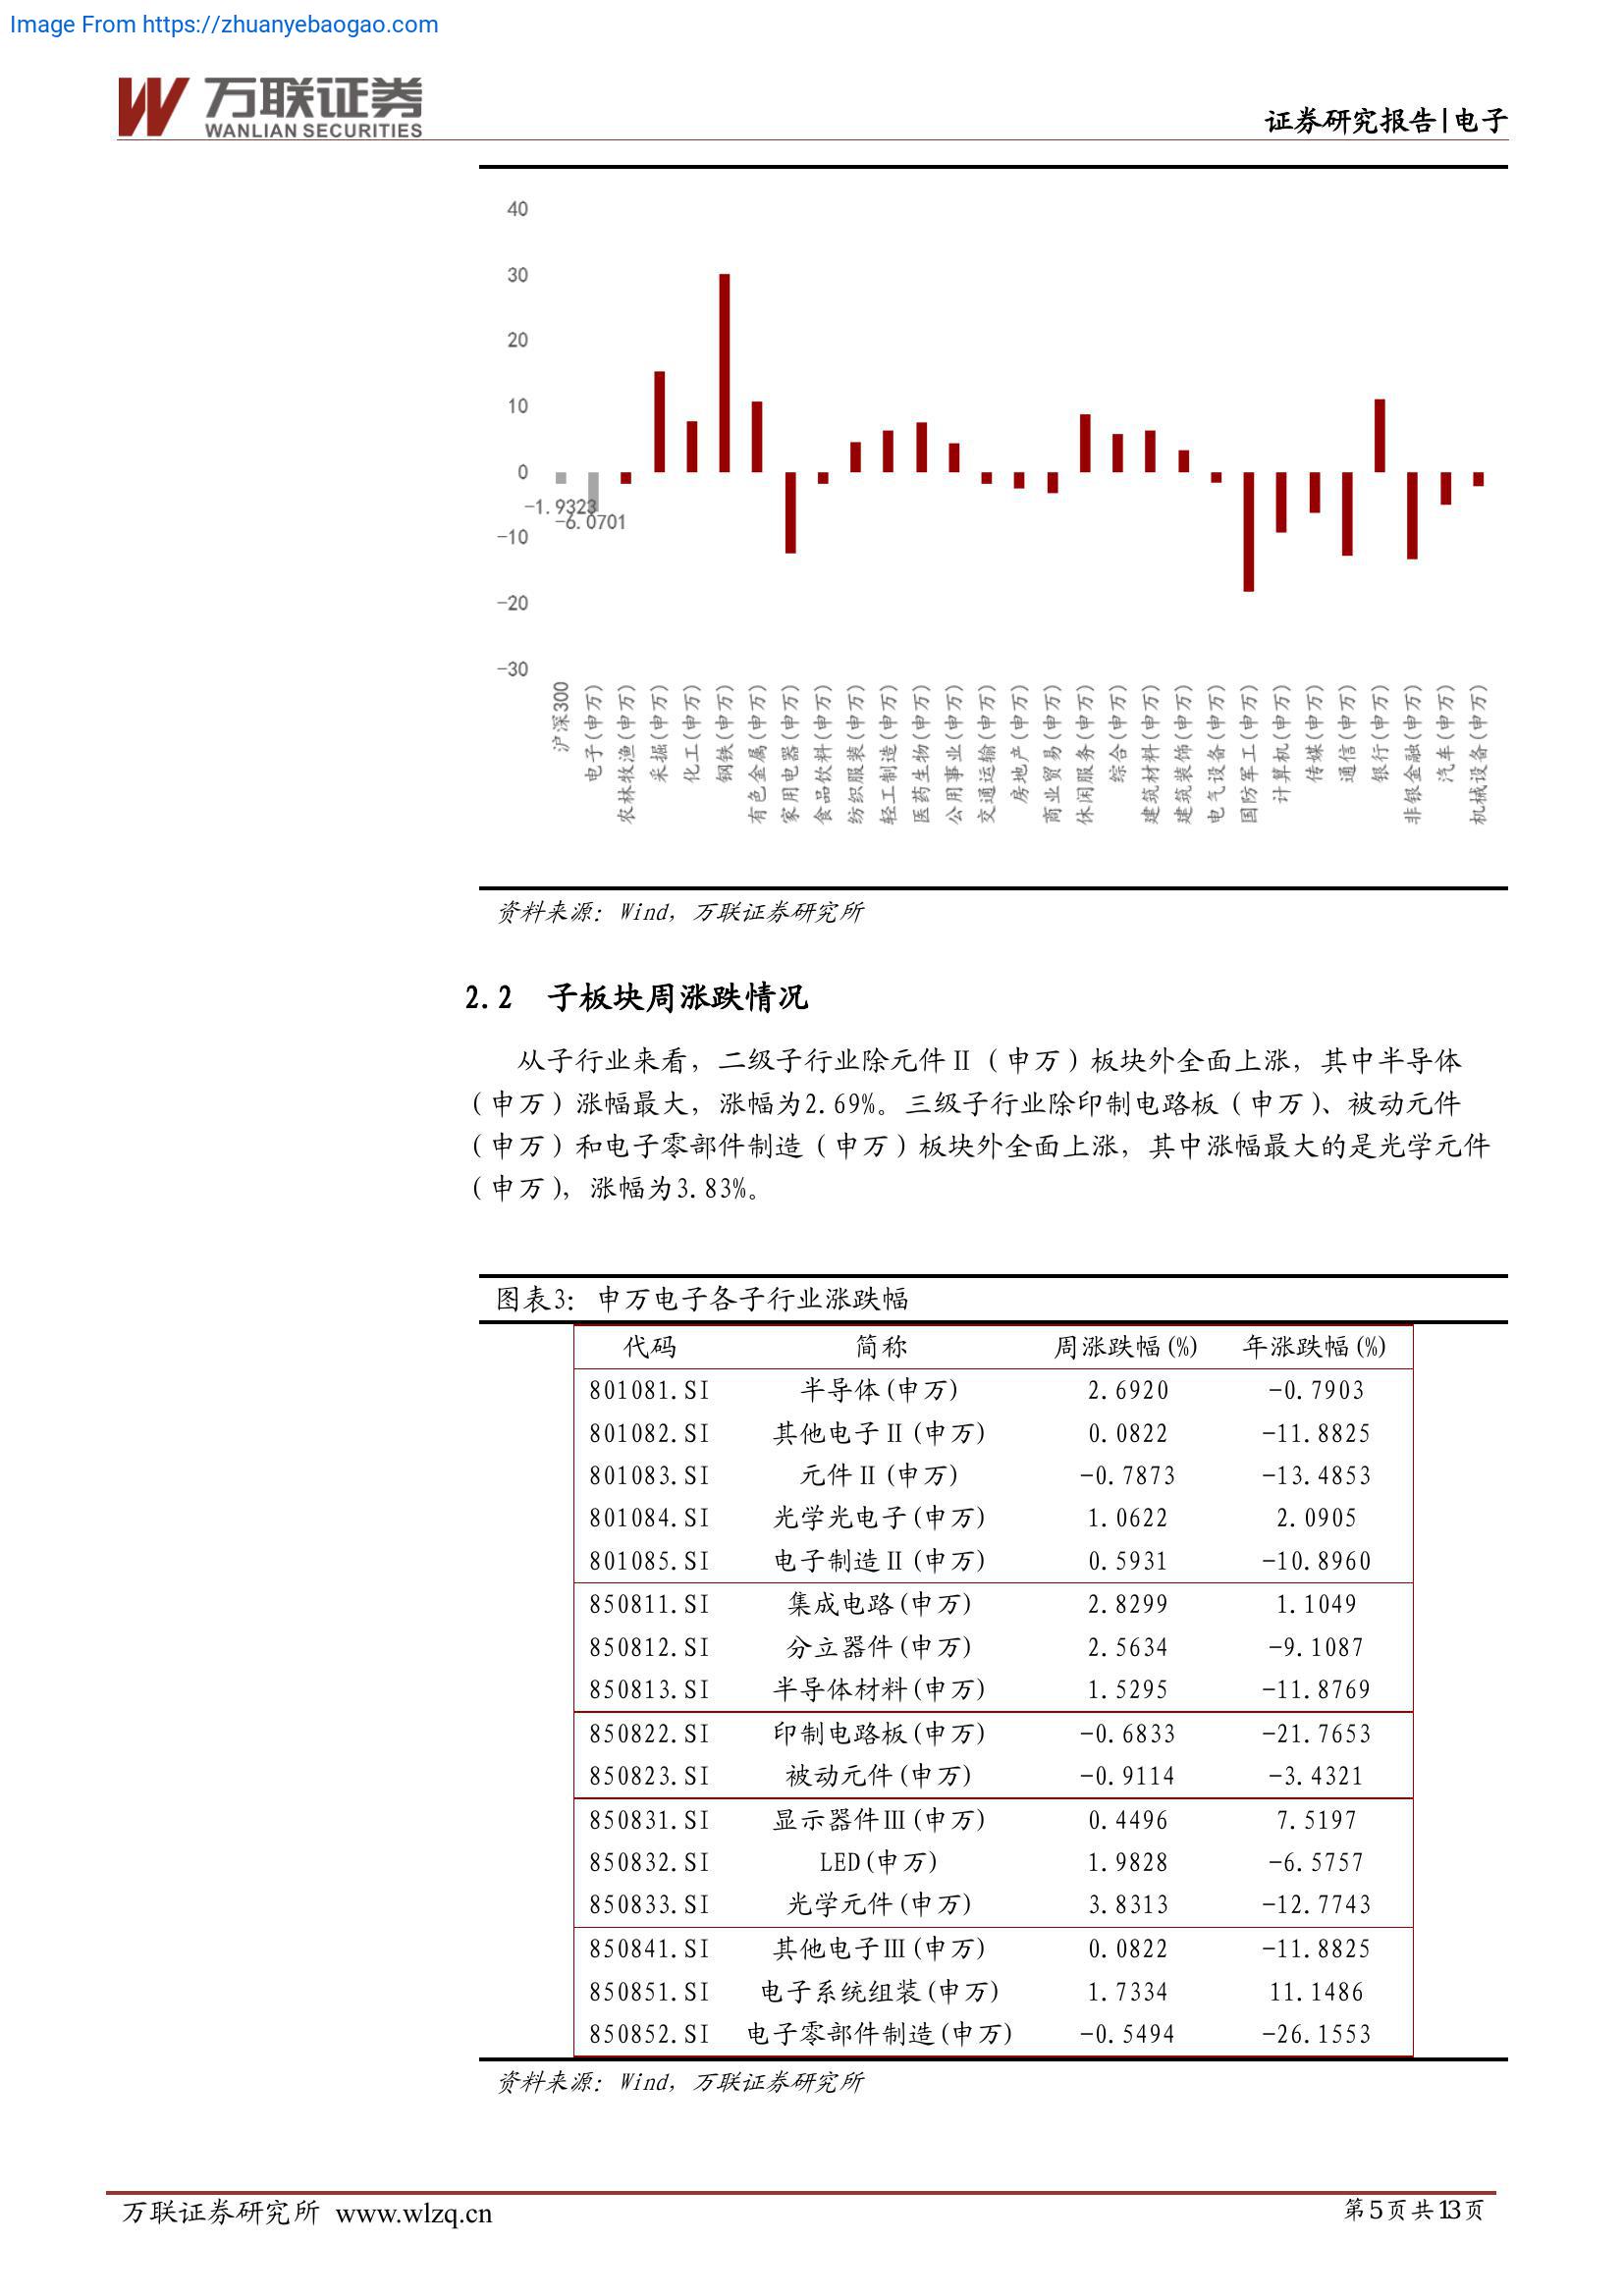 Image From https://zhuanyebaogao.com
万联证券
WANLIAN SECURITIES
证券研究报告|电子
40
30
20
10
0
-10
-20
-30
-1.9323
-6.0701
沪深300
电子(申万)
农林牧渔(申万)
采掘(申万)
化工(申万)
钢铁(申万)
有色金属(申万)
家用电器(申万)
食品饮料(申万)
纺织服装(申万)
轻工制造(申万)
医药生物(申万)
公用事业(申万)
交通运输(申万)
房地产(申万)
商业贸易(申万)
休闲服务(申万)
综合(申万)
建筑材料(申万)
建筑装饰(申万)
电气设备(申万)
国防军工(申万)
计算机(申万)
传媒(申万)
通信(申万)
银行(申万)
非银金融(申万)
汽车(申万)
机械设备(申万)
资料来源：Wind，万联证券研究所
2.2 子板块周涨跌情况
从子行业来看，二级子行业除元件Ⅱ（申万）板块外全面上涨，其中半导体
（申万）涨幅最大，涨幅为2.69%。三级子行业除印制电路板（申万）、被动元件
（申万）和电子零部件制造（申万）板块外全面上涨，其中涨幅最大的是光学元件
（申万），涨幅为3.83%。
图表3：申万电子各子行业涨跌幅
代码 简称 周涨跌幅(%) 年涨跌幅(%)
801081.SI 半导体(申万) 2.6920 -0.7903
801082.SI 其他电子Ⅱ(申万) 0.0822 -11.8825
801083.SI 元件Ⅱ(申万) -0.7873 -13.4853
801084.SI 光学光电子(申万) 1.0622 2.0905
801085.SI 电子制造Ⅱ(申万) 0.5931 -10.8960
850811.SI 集成电路(申万) 2.8299 1.1049
850812.SI 分立器件(申万) 2.5634 -9.1087
850813.SI 半导体材料(申万) 1.5295 -11.8769
850822.SI 印制电路板(申万) -0.6833 -21.7653
850823.SI 被动元件(申万) -0.9114 -3.4321
850831.SI 显示器件Ⅲ(申万) 0.4496 7.5197
850832.SI LED(申万) 1.9828 -6.5757
850833.SI 光学元件(申万) 3.8313 -12.7743
850841.SI 其他电子Ⅲ(申万) 0.0822 -11.8825
850851.SI 电子系统组装(申万) 1.7334 11.1486
850852.SI 电子零部件制造(申万) -0.5494 -26.1553
资料来源：Wind，万联证券研究所
万联证券研究所 www.wlzq.cn
第5页共13页